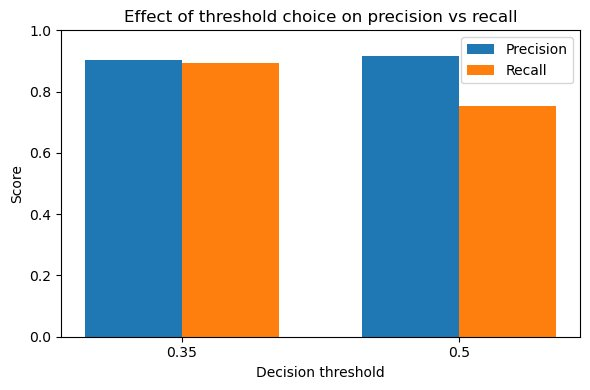 Effect of threshold choice on precision vs recall
Precision
Recall
1.0
0.8
0.6
0.4
0.2
0.0
Score
0.35
0.5
Decision threshold